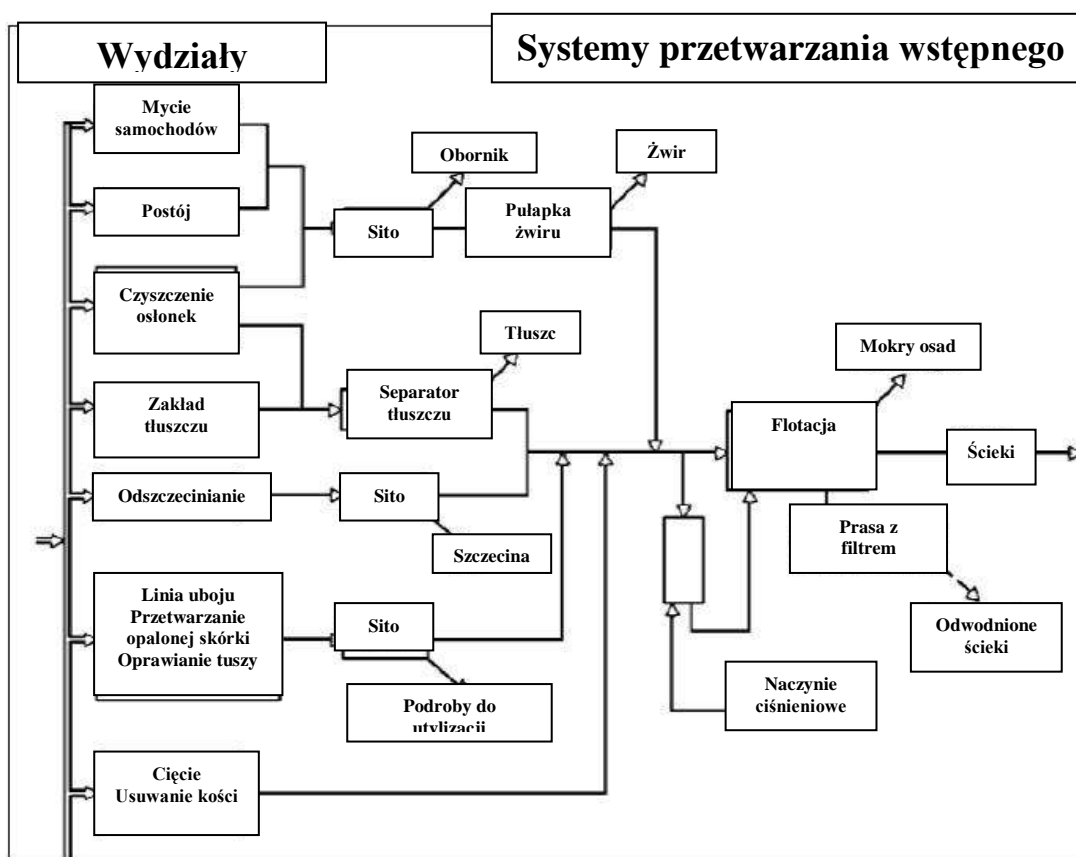 Wydziały
Systemy przetwarzania wstępnego
Mycie
samochodów
Obornik
Żwir
Postój
Sito
Pułapka
żwiru
Czyszczenie
osłonek
Tłuszc
Mokry osad
Zakład
tłuszczu
Separator
tłuszczu
Flotacja
Ścieki
Odszczecinianie
Sito
Szczecina
Prasa z
filtrem
Linia uboju
Przetwarzanie
opalonej skórki
Oprawianie tuszy
Sito
Odwodnione
ścieki
Podroby do
utylizacji
Naczynie
ciśnieniowe
Cięcie
Usuwanie kości